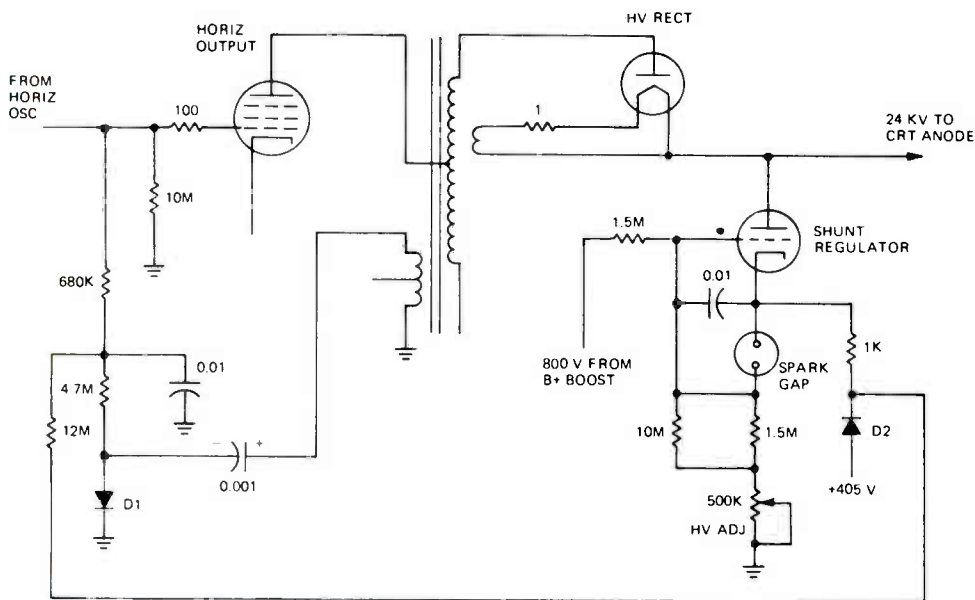 HV RECT
HORIZ
OUTPUT
FROM
HORIZ
OSC
100
1
24 KV TO
CRT ANODE
10M
1.5M
SHUNT
REGULATOR
680K
0.01
0.01
800 V FROM
B+ BOOST
SPARK
GAP
1K
4.7M
12M
10M
1.5M
D2
− +
0.001
D1
+405 V
500K
HV ADJ